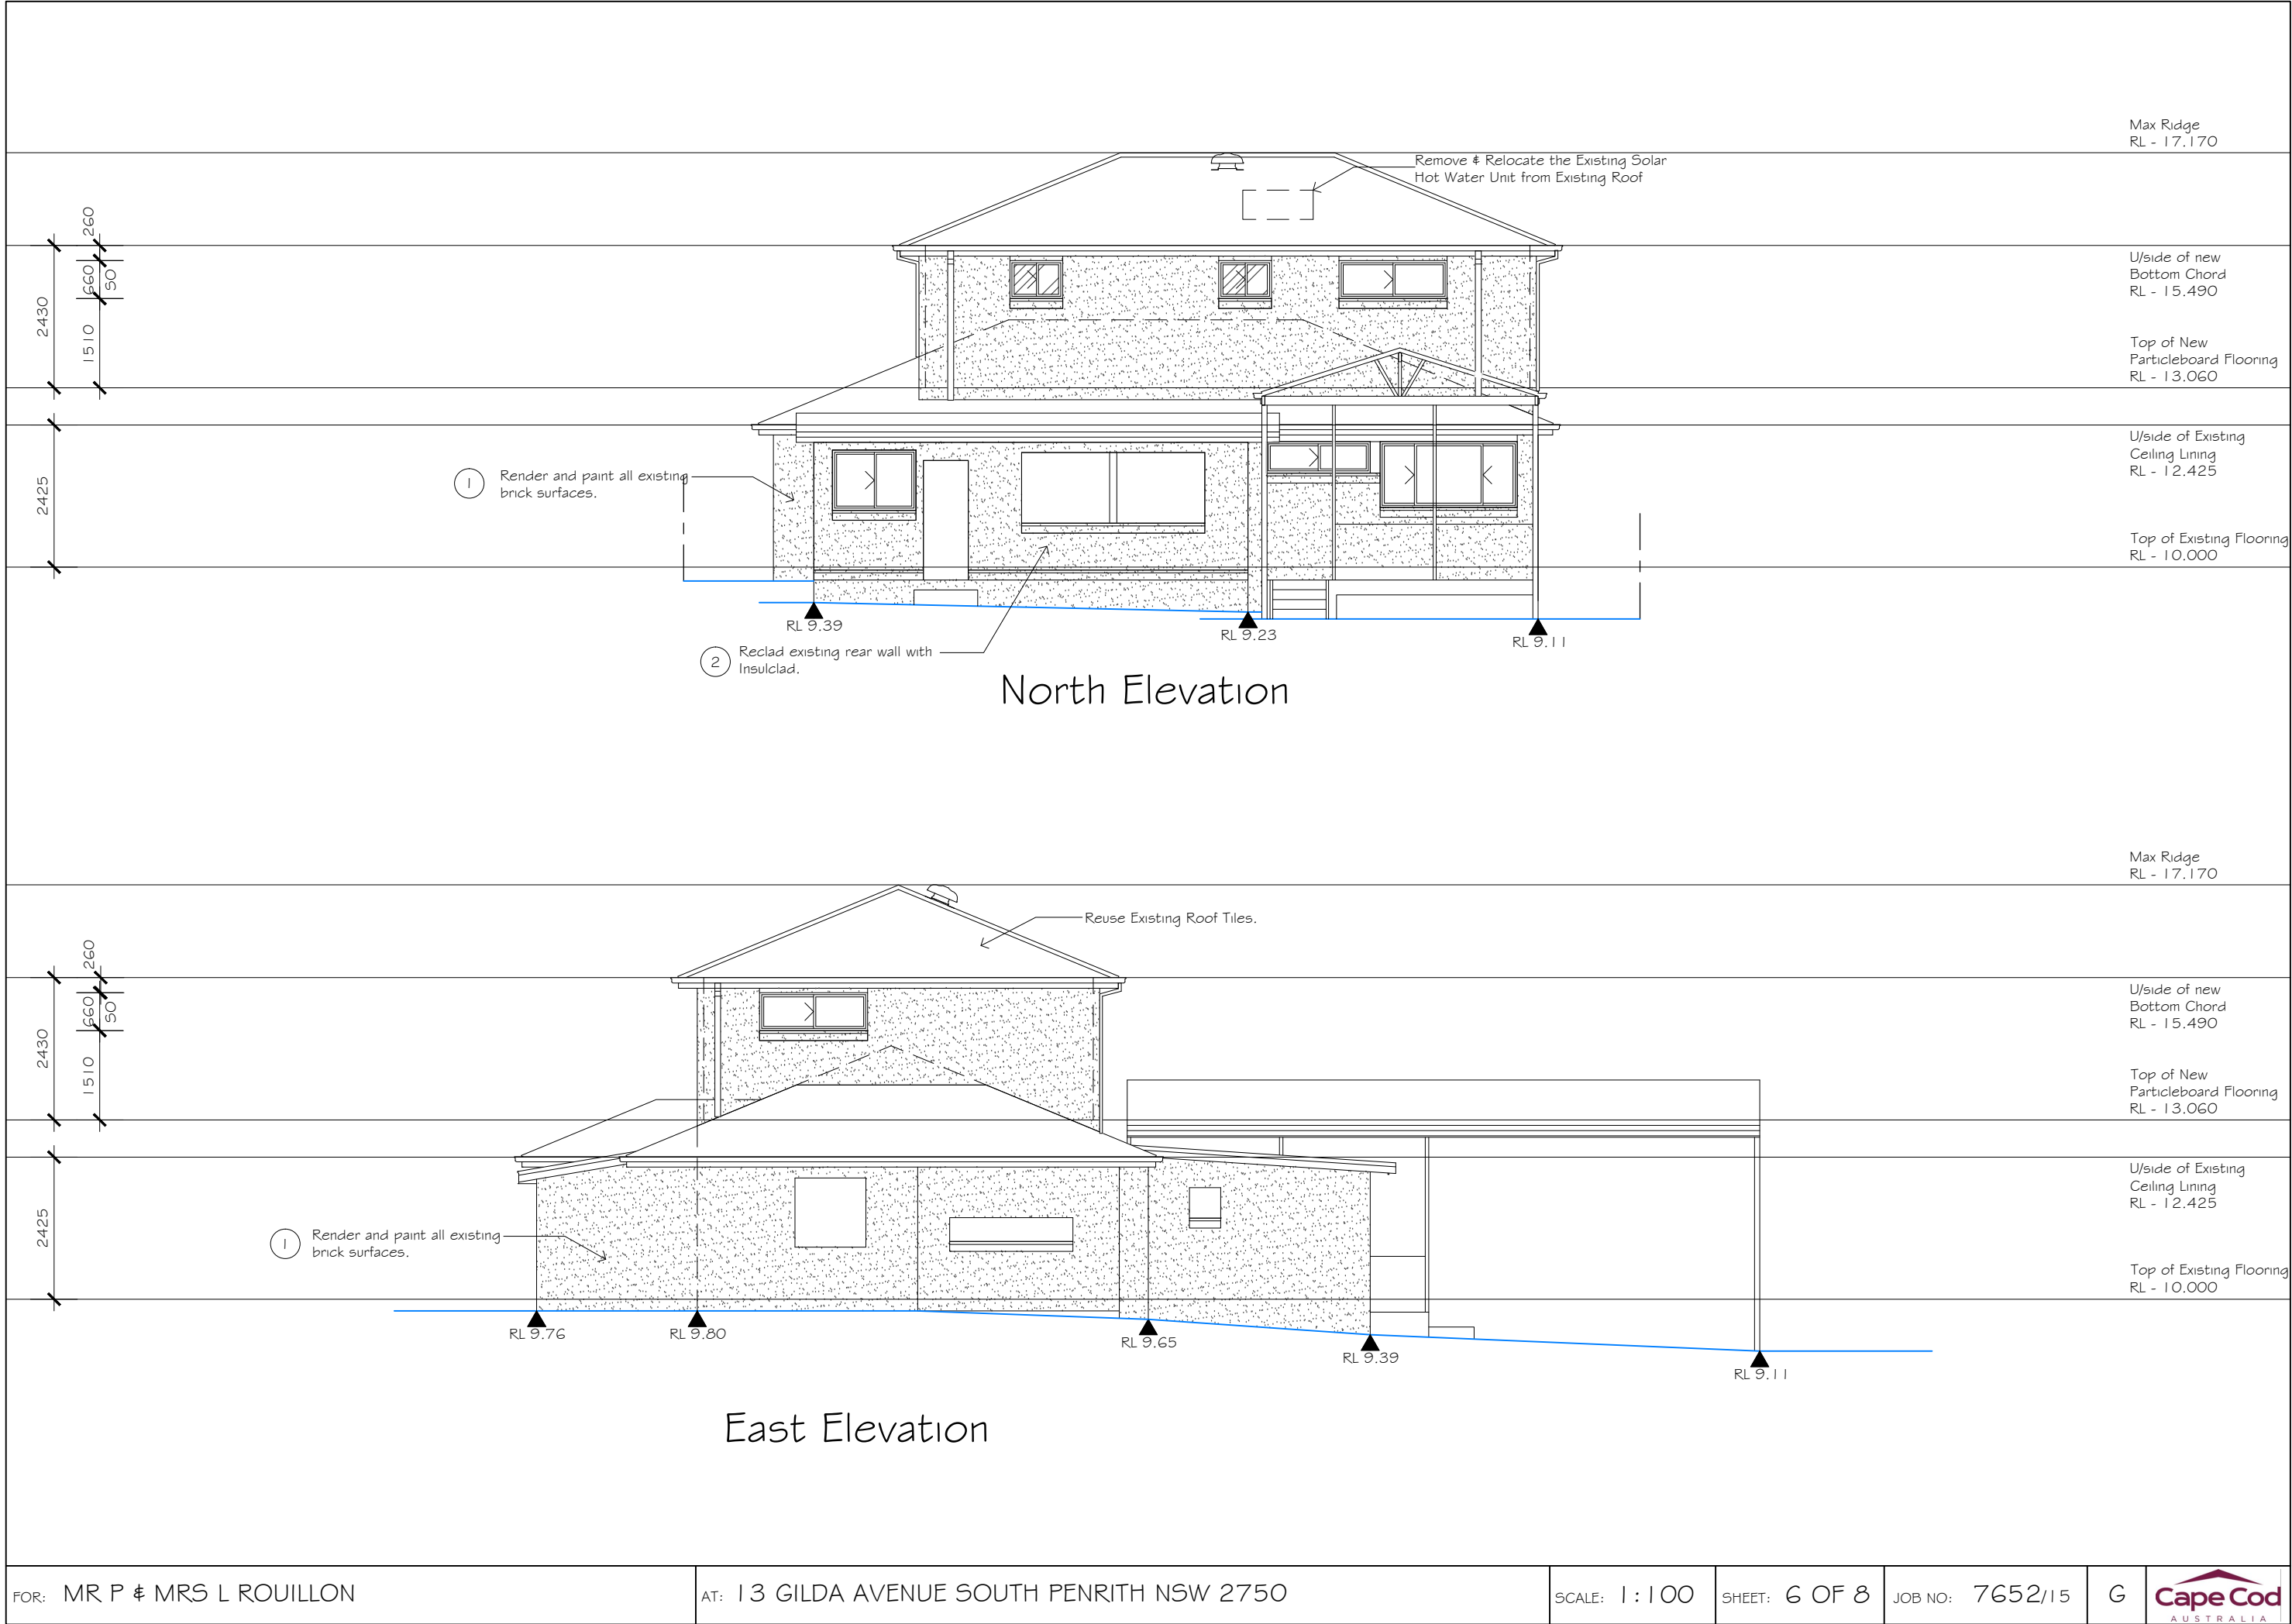 Max Ridge
RL - 17.170
Remove & Relocate the Existing Solar
Hot Water Unit from Existing Roof
260
660
50
2430
1510
U/side of new
Bottom Chord
RL - 15.490
Top of New
Particleboard Flooring
RL - 13.060
U/side of Existing
Ceiling Lining
RL - 12.425
2425
1
Render and paint all existing
brick surfaces.
Top of Existing Flooring
RL - 10.000
RL 9.39
RL 9.23
RL 9.11
2
Reclad existing rear wall with
Insulclad.
North Elevation
Max Ridge
RL - 17.170
Reuse Existing Roof Tiles.
260
660
50
2430
1510
U/side of new
Bottom Chord
RL - 15.490
Top of New
Particleboard Flooring
RL - 13.060
U/side of Existing
Ceiling Lining
RL - 12.425
2425
1
Render and paint all existing
brick surfaces.
Top of Existing Flooring
RL - 10.000
RL 9.76
RL 9.80
RL 9.65
RL 9.39
RL 9.11
East Elevation
FOR: MR P & MRS L ROUILLON
AT: 13 GILDA AVENUE SOUTH PENRITH NSW 2750
SCALE: 1:100
SHEET: 6 OF 8
JOB NO: 7652/15
G
Cape Cod
AUSTRALIA